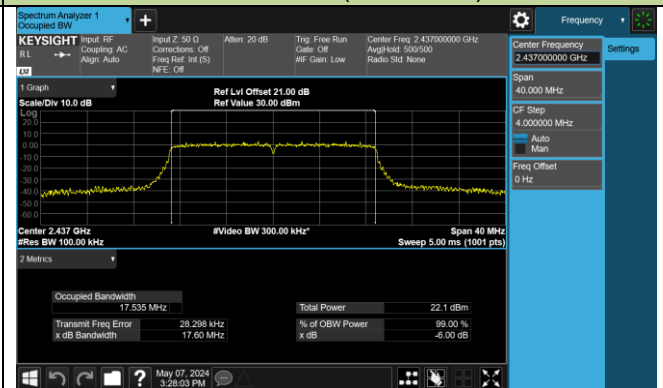 Spectrum Analyzer 1
Occupied BW
Frequency
KEYSIGHT
RL
Input: RF
Coupling: AC
Align: Auto
Input Z: 50 Ω
Corrections: Off
Freq Ref: Int (S)
NFE: Off
Atten: 20 dB
Trig: Free Run
Gate: Off
#IF Gain: Low
Center Freq: 2.437000000 GHz
Avg|Hold: 500/500
Radio Std: None
Center Frequency
2.437000000 GHz
Settings
Span
40.000 MHz
CF Step
4.000000 MHz
Auto
Man
Freq Offset
0 Hz
1 Graph
Scale/Div 10.0 dB
Ref Lvl Offset 21.00 dB
Ref Value 30.00 dBm
Log
20.0
10.0
0.00
-10.0
-20.0
-30.0
-40.0
-50.0
-60.0
Center 2.437 GHz
#Res BW 100.00 kHz
#Video BW 300.00 kHz*
Span 40 MHz
Sweep 5.00 ms (1001 pts)
2 Metrics
Occupied Bandwidth
17.535 MHz
Total Power 22.1 dBm
Transmit Freq Error 28.298 kHz
% of OBW Power 99.00 %
x dB Bandwidth 17.60 MHz
x dB -6.00 dB
?
May 07, 2024
3:28:03 PM